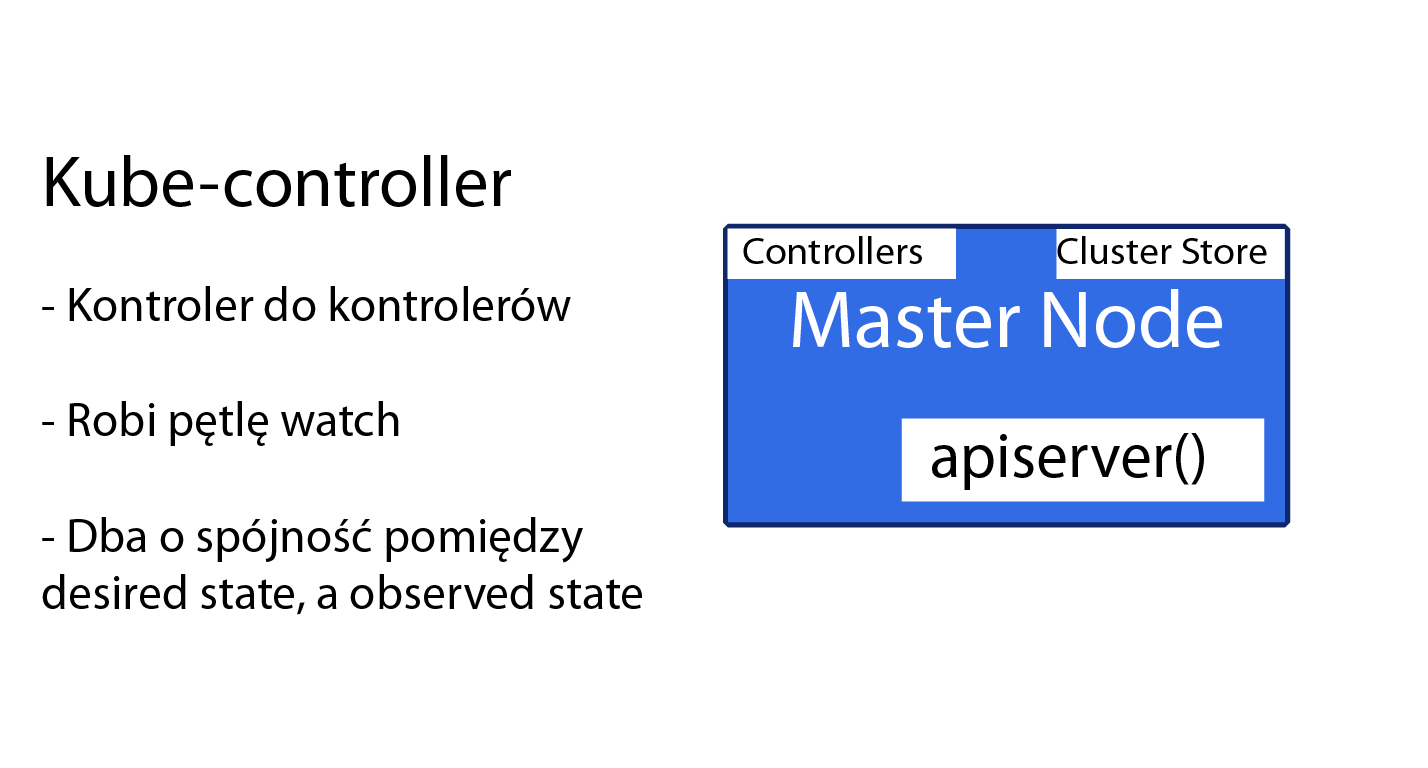 Kube-controller
- Kontroler do kontrolerów
- Robi pętlę watch
- Dba o spójność pomiędzy
desired state, a observed state
Controllers
Cluster Store
Master Node
apiserver()